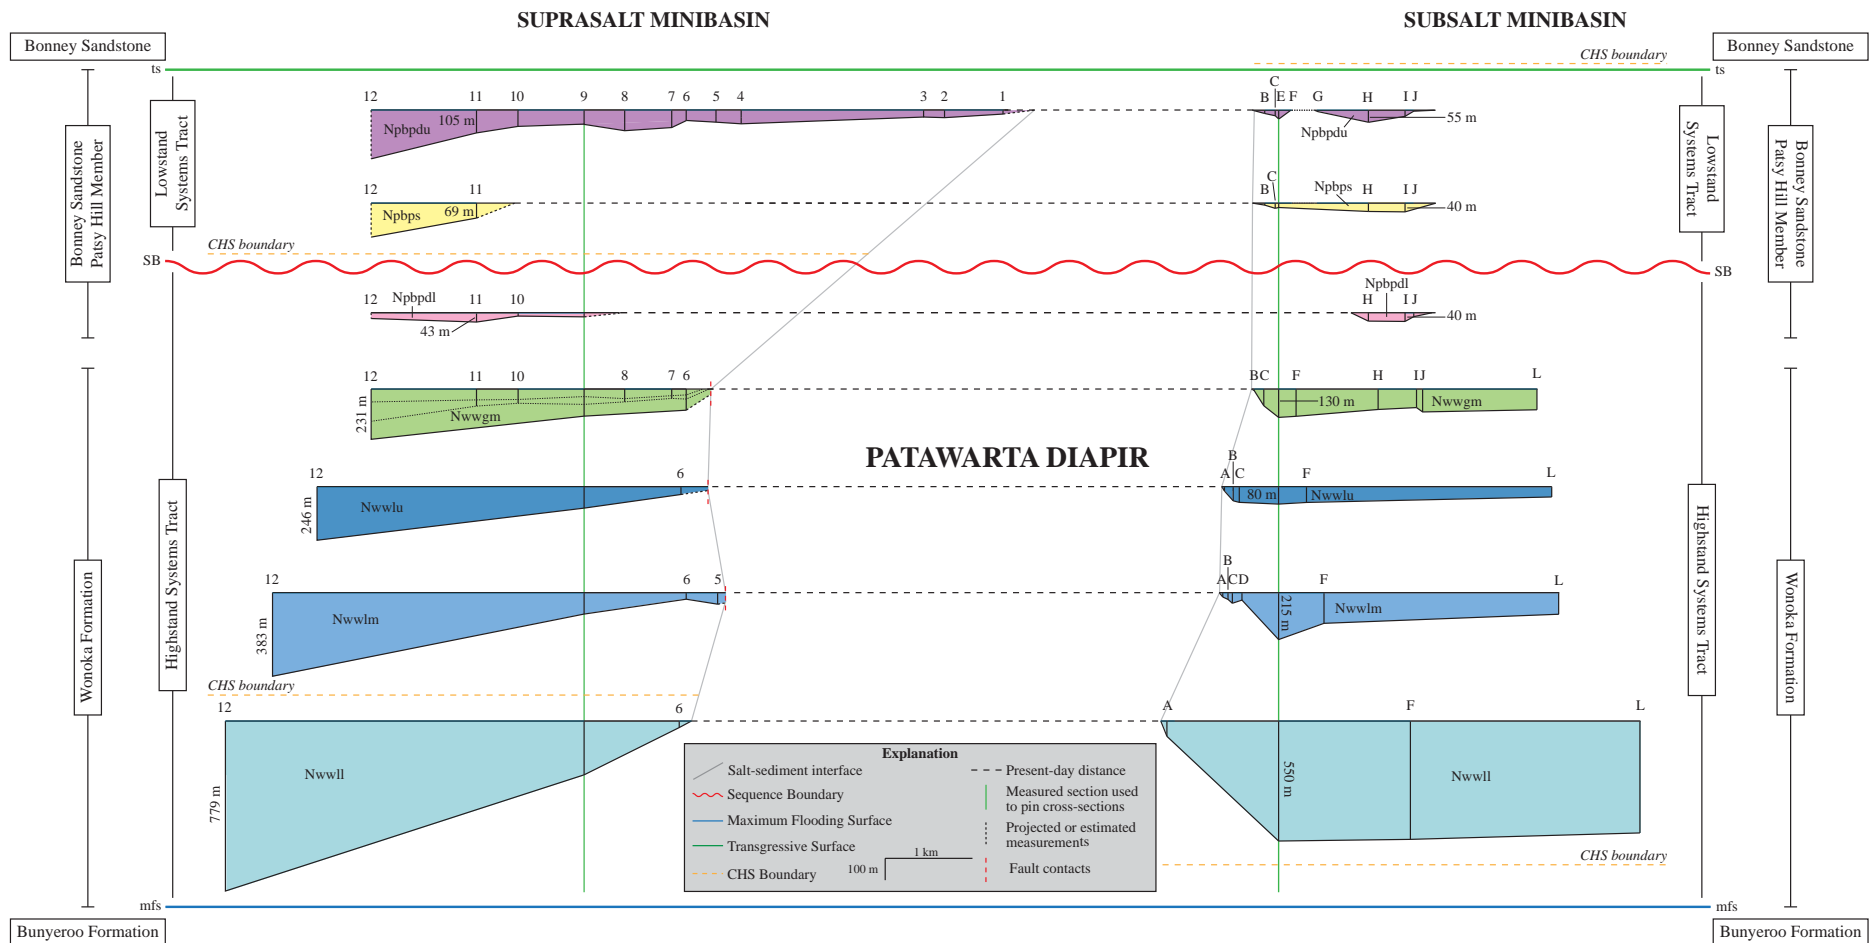 SUPRASALT MINIBASIN
SUBSALT MINIBASIN
Bonney Sandstone
Bonney Sandstone
CHS boundary
ts
ts
12 11 10 9 8 7 6 5 4 3 2 1
C
B E F G H I J
105 m
Npbpdu
Npbpdu
55 m
Bonney Sandstone
Patsy Hill Member
Lowstand
Systems Tract
Lowstand
Systems Tract
Bonney Sandstone
Patsy Hill Member
12 11
C
B Npbps H I J
Npbps
69 m
40 m
CHS boundary
SB
SB
12 Npbpdl 11 10
43 m
Npbpdl
H I J
40 m
12 11 10 8 7 6
B C F H I J L
231 m
Nwwgm
130 m
Nwwgm
PATAWARTA DIAPIR
12 6
B
A C F L
246 m
Nwwlu
80 m
Nwwlu
Highstand Systems Tract
Highstand Systems Tract
12 6 5
B
A C D F L
383 m
Nwwlm
215 m
Nwwlm
Wonoka Formation
Wonoka Formation
CHS boundary
12 6
A F L
779 m
Nwwll
550 m
Nwwll
Explanation
Salt-sediment interface
Sequence Boundary
Maximum Flooding Surface
Transgressive Surface
CHS Boundary
Present-day distance
Measured section used
to pin cross-sections
Projected or estimated
measurements
Fault contacts
1 km
100 m
CHS boundary
mfs
mfs
Bunyeroo Formation
Bunyeroo Formation